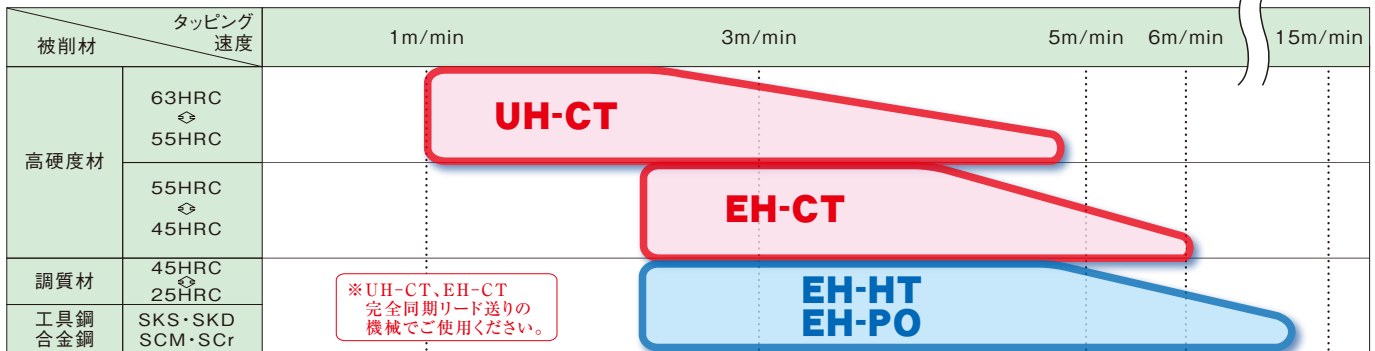 タッピング
速度
被削材
1m/min
3m/min
5m/min
6m/min
15m/min
高硬度材
63HRC
⇕
55HRC
UH-CT
55HRC
⇕
45HRC
EH-CT
調質材
45HRC
⇕
25HRC
工具鋼
合金鋼
SKS・SKD
SCM・SCr
※UH-CT、EH-CT
完全同期リード送りの
機械でご使用ください。
EH-HT
EH-PO